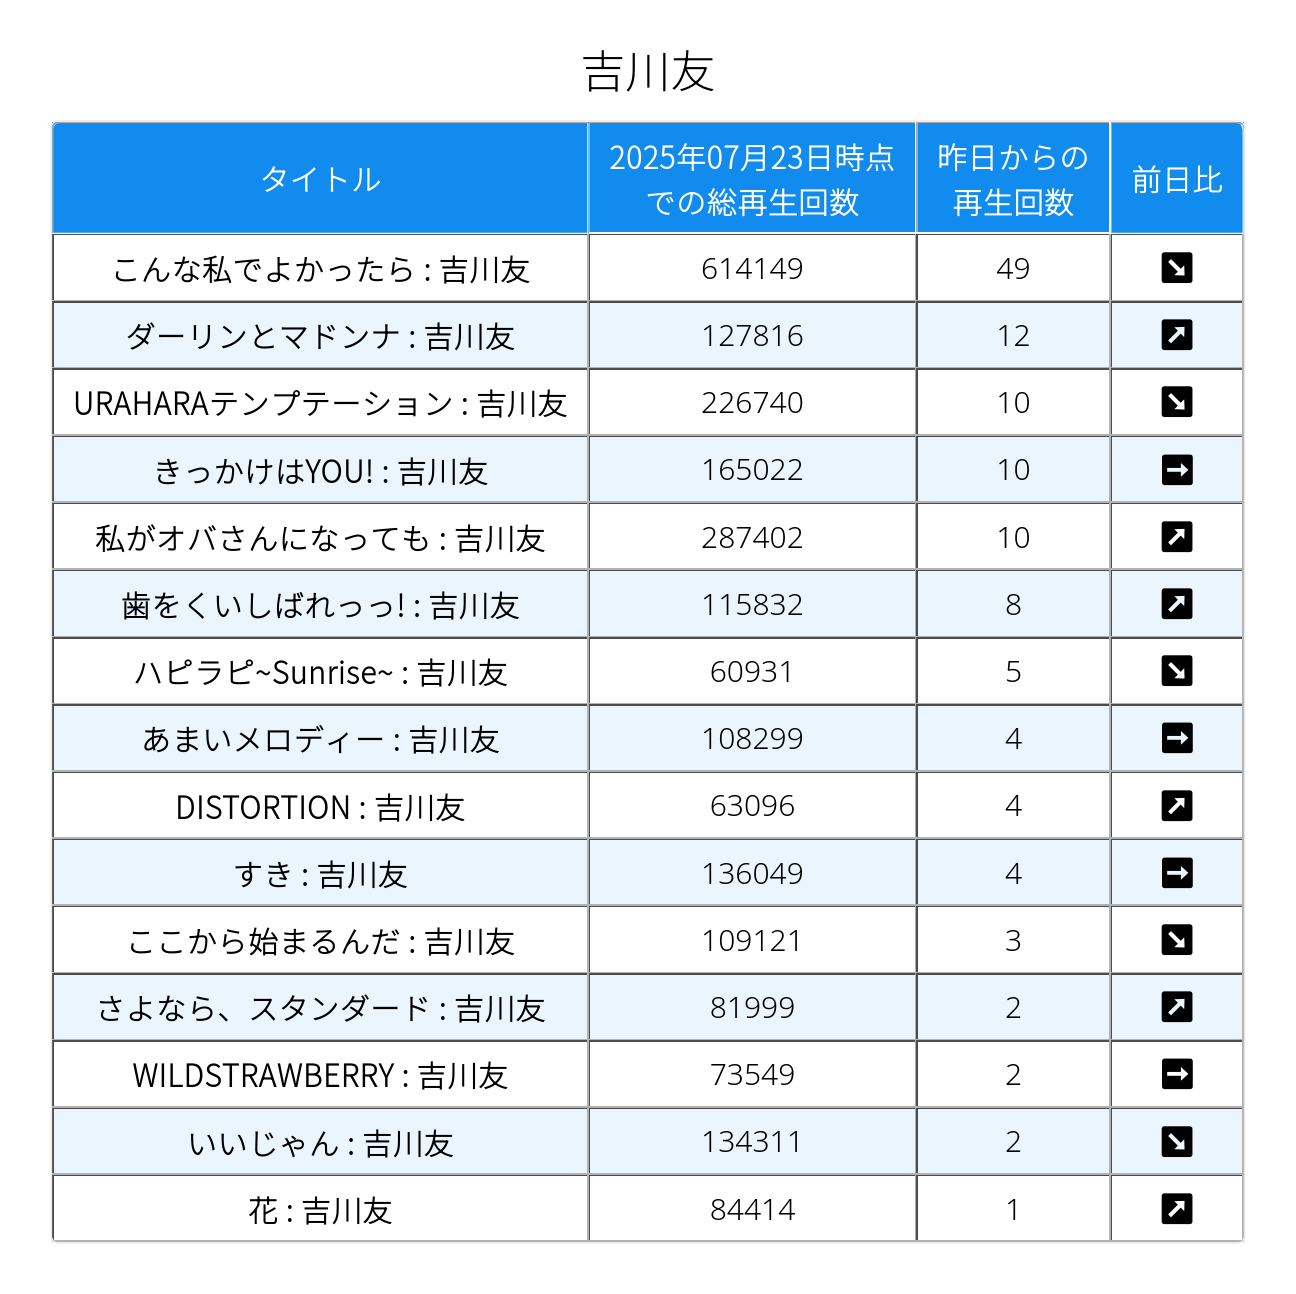 吉川友
タイトル 2025年07月23日時点での総再生回数 昨日からの再生回数 前日比
こんな私でよかったら : 吉川友 614149 49 ↘
ダーリンとマドンナ : 吉川友 127816 12 ↗
URAHARAテンプテーション : 吉川友 226740 10 ↘
きっかけはYOU! : 吉川友 165022 10 →
私がオバさんになっても : 吉川友 287402 10 ↗
歯をくいしばれっっ! : 吉川友 115832 8 ↗
ハピラピ~Sunrise~ : 吉川友 60931 5 ↘
あまいメロディー : 吉川友 108299 4 →
DISTORTION : 吉川友 63096 4 ↗
すき : 吉川友 136049 4 →
ここから始まるんだ : 吉川友 109121 3 ↘
さよなら、スタンダード : 吉川友 81999 2 ↗
WILDSTRAWBERRY : 吉川友 73549 2 →
いいじゃん : 吉川友 134311 2 ↘
花 : 吉川友 84414 1 ↗